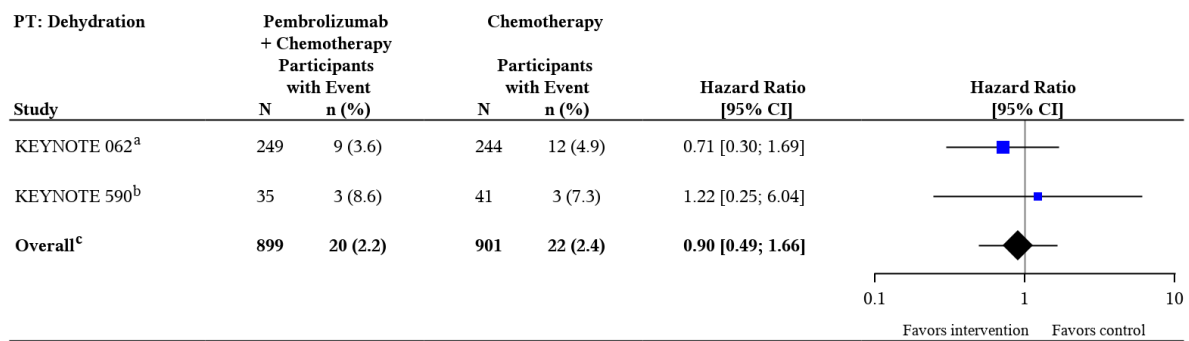 PT: Dehydration Pembrolizumab Chemotherapy
+ Chemotherapy
Participants Participants
with Event with Event Hazard Ratio Hazard Ratio
Study N n (%) N n (%) [95% CI] [95% CI]
KEYNOTE 062a 249 9 (3.6) 244 12 (4.9) 0.71 [0.30; 1.69]
KEYNOTE 590b 35 3 (8.6) 41 3 (7.3) 1.22 [0.25; 6.04]
Overallc 899 20 (2.2) 901 22 (2.4) 0.90 [0.49; 1.66]
0.1 1 10
Favors intervention Favors control